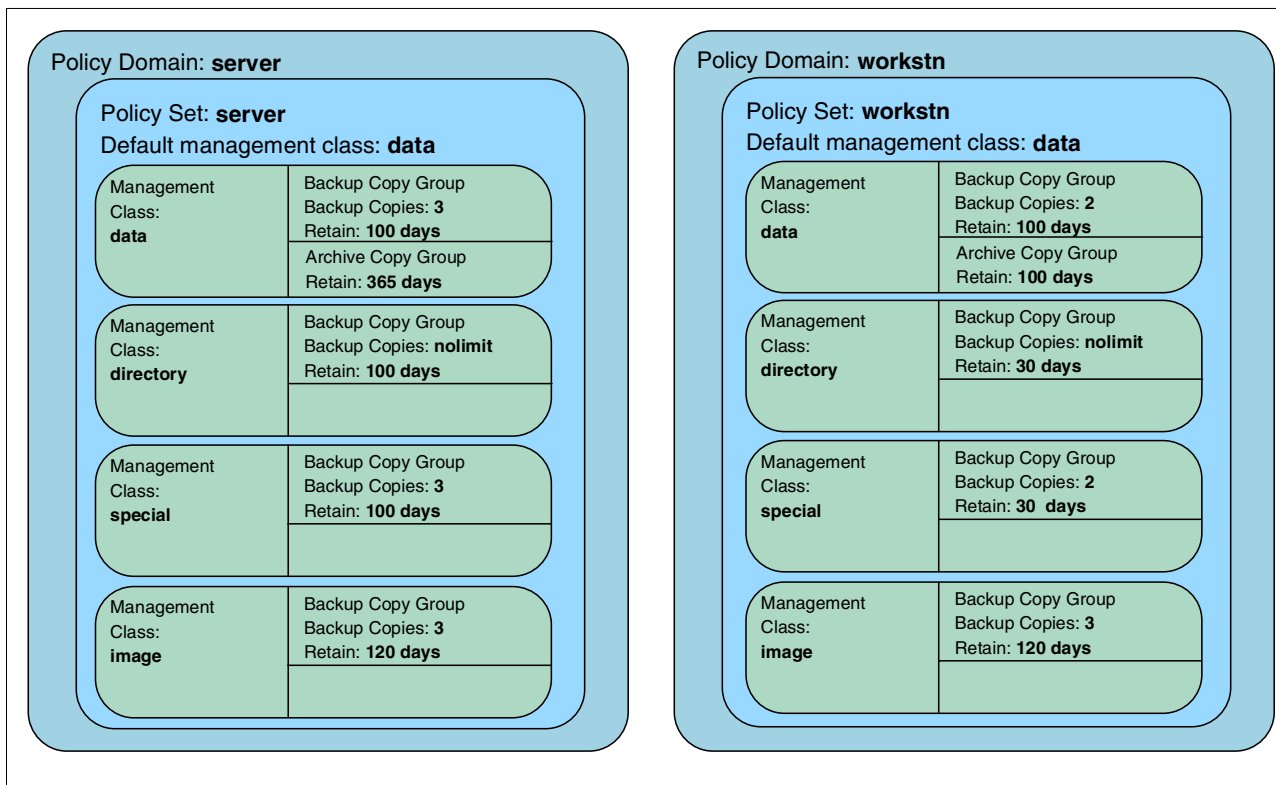 Policy Domain: server
Policy Set: server
Default management class: data
Management
Class:
data
Backup Copy Group
Backup Copies: 3
Retain: 100 days
Archive Copy Group
Retain: 365 days
Management
Class:
directory
Backup Copy Group
Backup Copies: nolimit
Retain: 100 days
Management
Class:
special
Backup Copy Group
Backup Copies: 3
Retain: 100 days
Management
Class:
image
Backup Copy Group
Backup Copies: 3
Retain: 120 days
Policy Domain: workstn
Policy Set: workstn
Default management class: data
Management
Class:
data
Backup Copy Group
Backup Copies: 2
Retain: 100 days
Archive Copy Group
Retain: 100 days
Management
Class:
directory
Backup Copy Group
Backup Copies: nolimit
Retain: 30 days
Management
Class:
special
Backup Copy Group
Backup Copies: 2
Retain: 30 days
Management
Class:
image
Backup Copy Group
Backup Copies: 3
Retain: 120 days